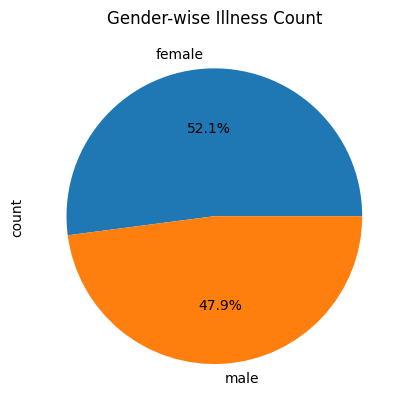 Gender-wise Illness Count
female
52.1%
count
47.9%
male